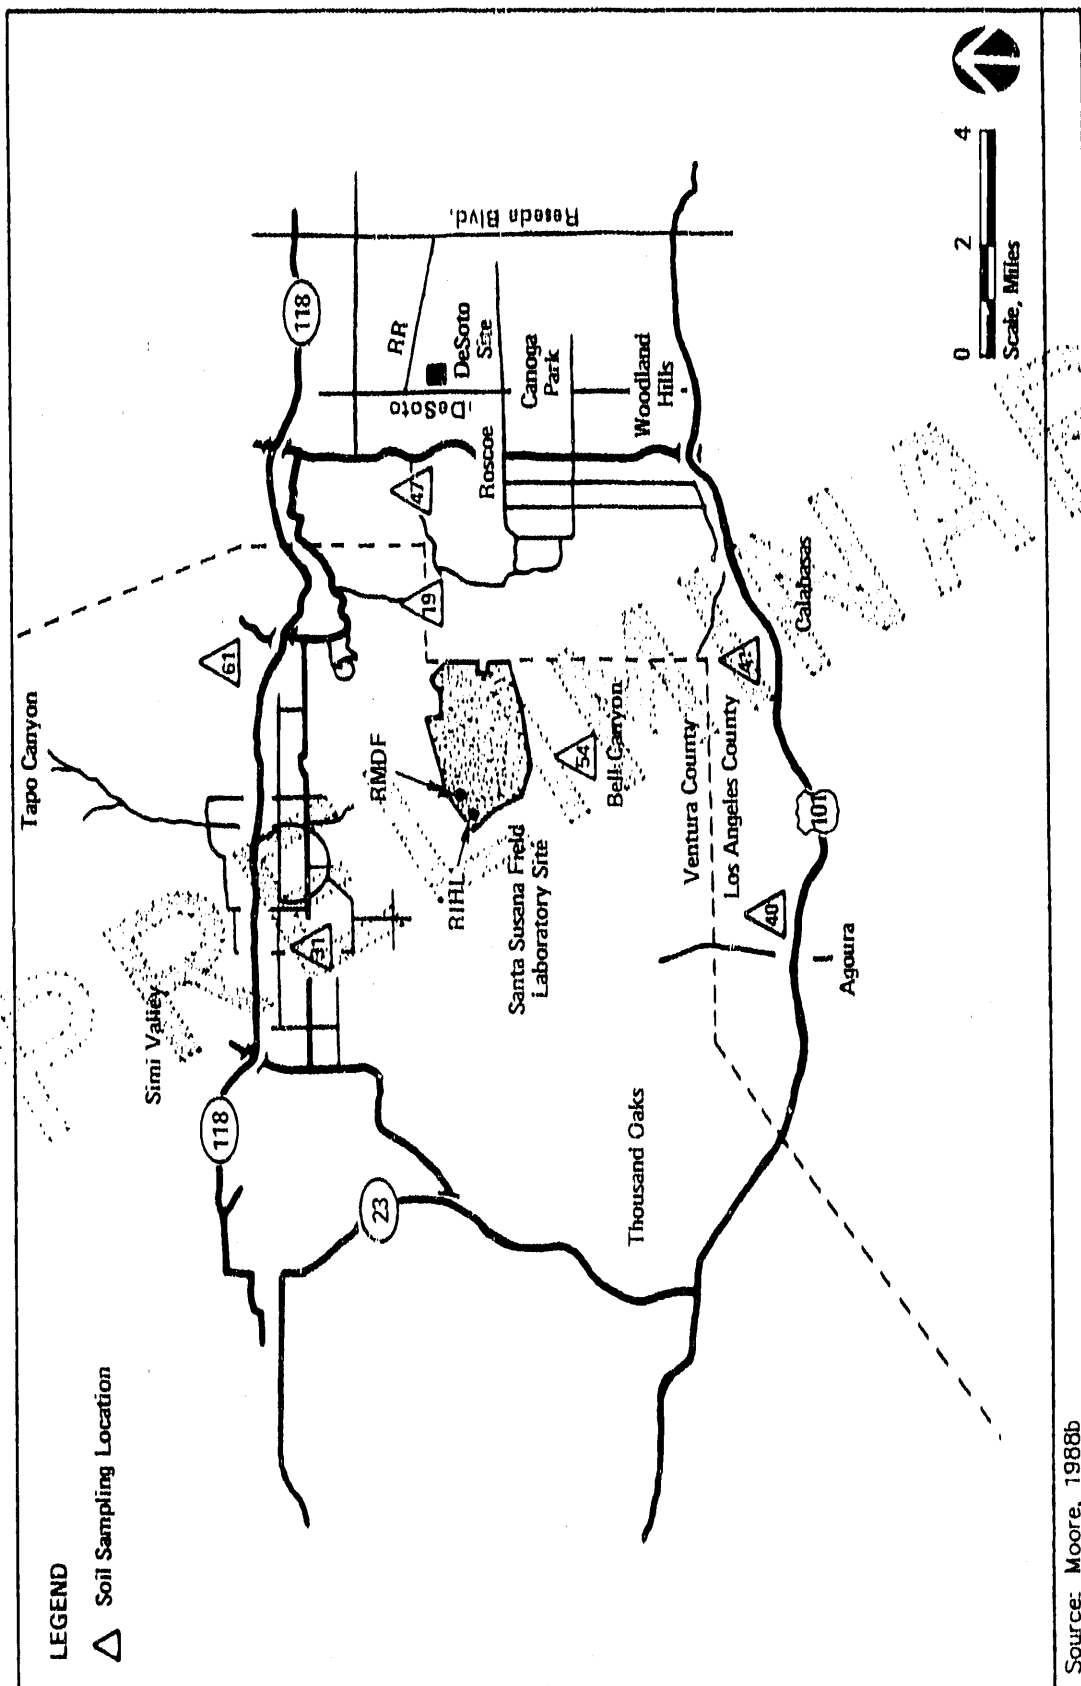 LEGEND
Soil Sampling Location
Tapo Canyon
Simi Valley
118
118
23
61
31
47
19
54
40
RMDF
RIHL
Santa Susana Field
Laboratory Site
Bell Canyon
Ventura County
Los Angeles County
Thousand Oaks
Agoura
101
Calabasas
Woodland
Hills
Canoga
Park
Roscoe
DeSoto
DeSoto
Site
RR
Reseda Blvd.
0 2 4
Scale, Miles
Source: Moore, 1988b